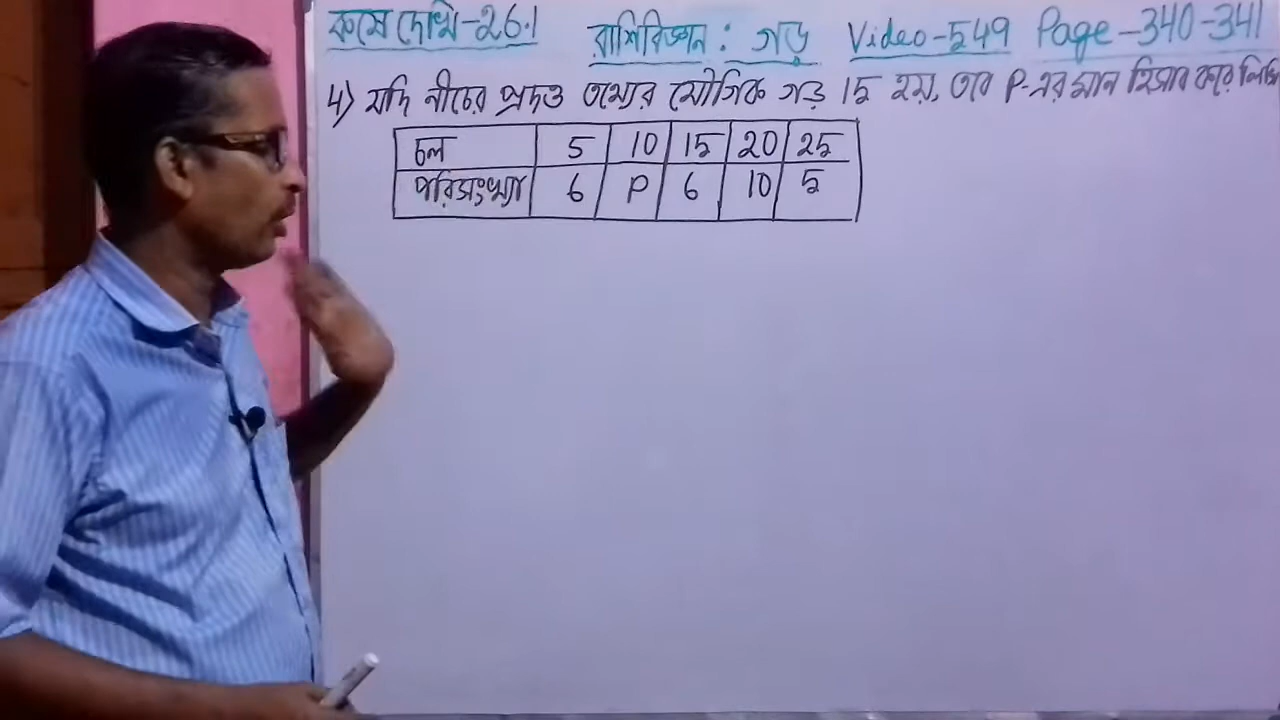 কষে দেখি-26.1 রাশিবিজ্ঞান : গড় Video-549 Page-340-341
4) যদি নীচের প্রদত্ত তথ্যের যৌগিক গড় 15 হয়, তবে P-এর মান হিসাব করে লিখি
চল 5 10 15 20 25
পরিসংখ্যা 6 P 6 10 5